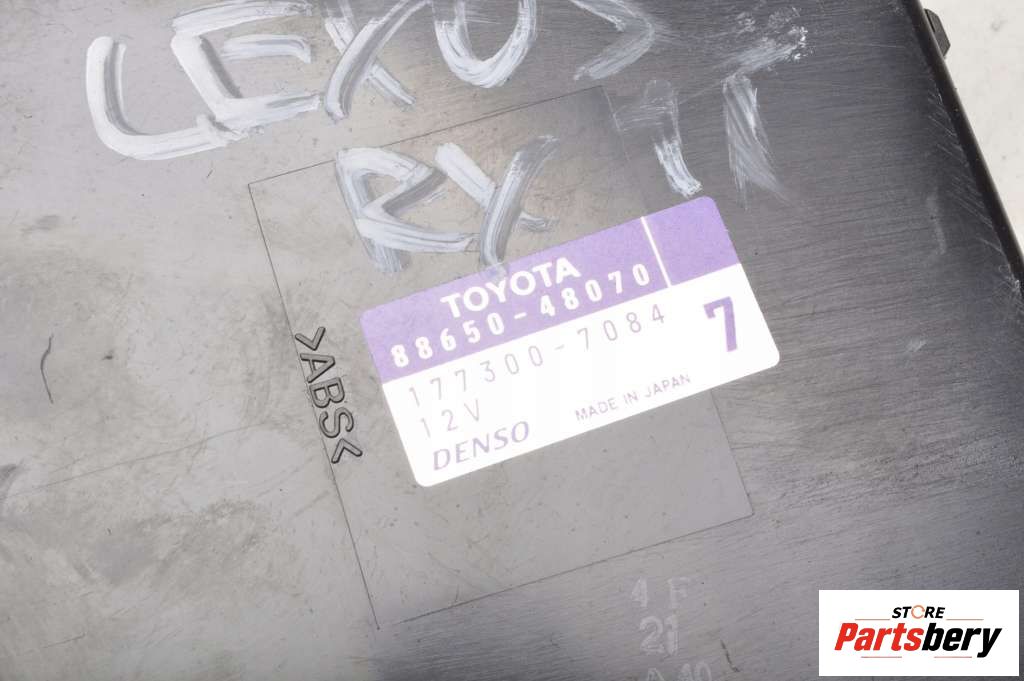 LEXUS
RX
TOYOTA
88650-48070
177300-7084
7
12V
MADE IN JAPAN
DENSO
>ABS<
21
STORE
Partsbery